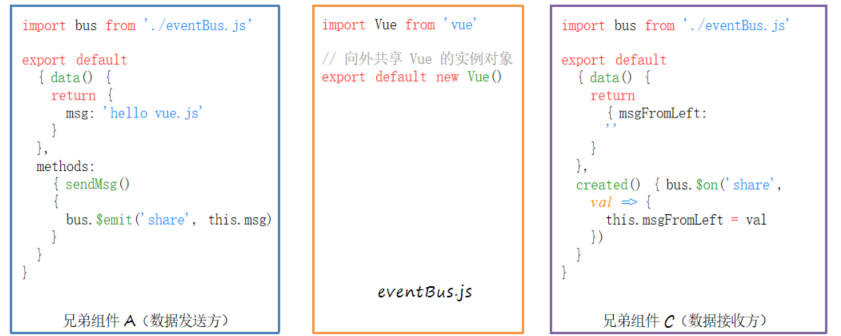 import bus from './eventBus.js'
export default
{ data() {
return {
msg: 'hello vue.js'
}
},
methods:
{ sendMsg()
{
bus.$emit('share', this.msg)
}
}
}
兄弟组件 A（数据发送方）
import Vue from 'vue'
// 向外共享 Vue 的实例对象
export default new Vue()
eventBus.js
import bus from './eventBus.js'
export default
{ data() {
return
{ msgFromLeft:
''
}
},
created() { bus.$on('share',
val => {
this.msgFromLeft = val
})
}
}
兄弟组件 C（数据接收方）